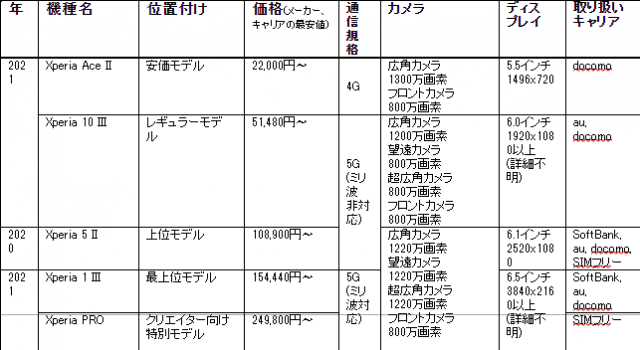 年 機種名 位置付け 価格(メーカー、キャリアの最安値) 通信規格 カメラ ディスプレイ 取り扱いキャリア
2021
Xperia Ace Ⅱ
安価モデル
22,000円～
4G
広角カメラ
1300万画素
フロントカメラ
800万画素
5.5インチ
1496x720
docomo
Xperia 10 Ⅲ
レギュラーモデ
ル
51,480円～
5G
(ミリ
波
非対
応)
広角カメラ
1200万画素
望遠カメラ
800万画素
超広角カメラ
800万画素
フロントカメラ
800万画素
6.0インチ
1920x108
0以上
(詳細不
明)
au,
docomo
2020
Xperia 5 Ⅱ
上位モデル
108,900円～
5G
(ミリ
波対
応)
広角カメラ
1220万画素
望遠カメラ
1220万画素
超広角カメラ
1220万画素
フロントカメラ
800万画素
6.1インチ
2520x108
0
SoftBank,
au, docomo,
SIMフリー
2021
Xperia 1 Ⅲ
最上位モデル
154,440円～
6.5インチ
3840x216
0以上
(詳細不
明)
SoftBank,
au,
docomo
Xperia PRO
クリエイター向け
特別モデル
249,800円～
SIMフリー